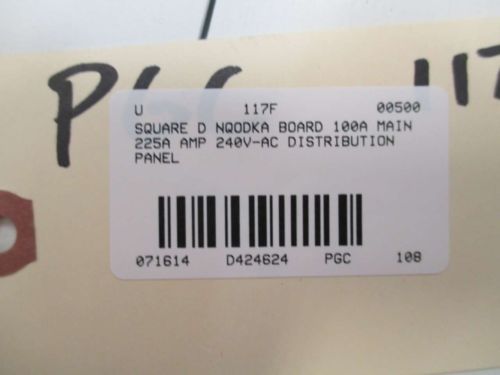 PGC 117
U 117F 00500
SQUARE D NQODKA BOARD 100A MAIN
225A AMP 240V-AC DISTRIBUTION
PANEL
071614 D424624 PGC 108